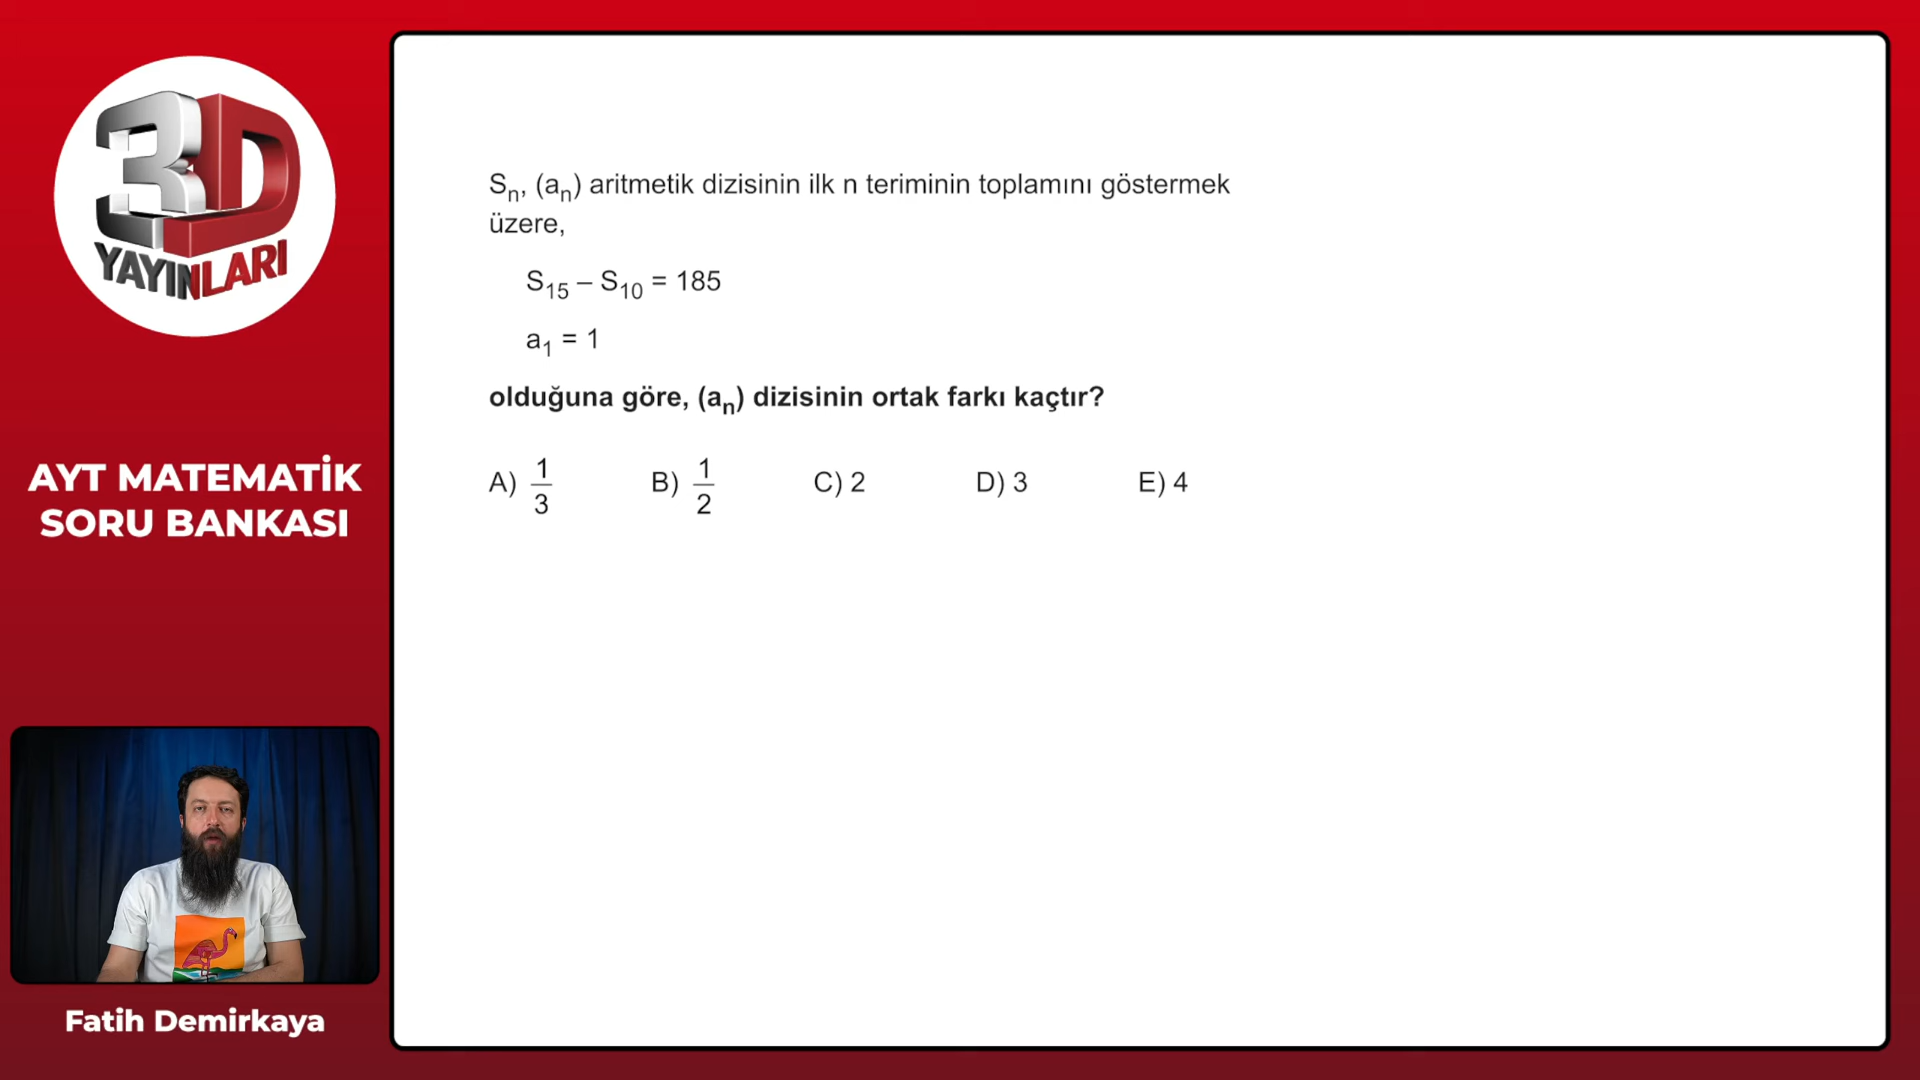 3D
YAYINLARI
AYT MATEMATİK
SORU BANKASI
Fatih Demirkaya
Sn, (an) aritmetik dizisinin ilk n teriminin toplamını göstermek
üzere,
S15 – S10 = 185
a1 = 1
olduğuna göre, (an) dizisinin ortak farkı kaçtır?
A) 1/3 B) 1/2 C) 2 D) 3 E) 4